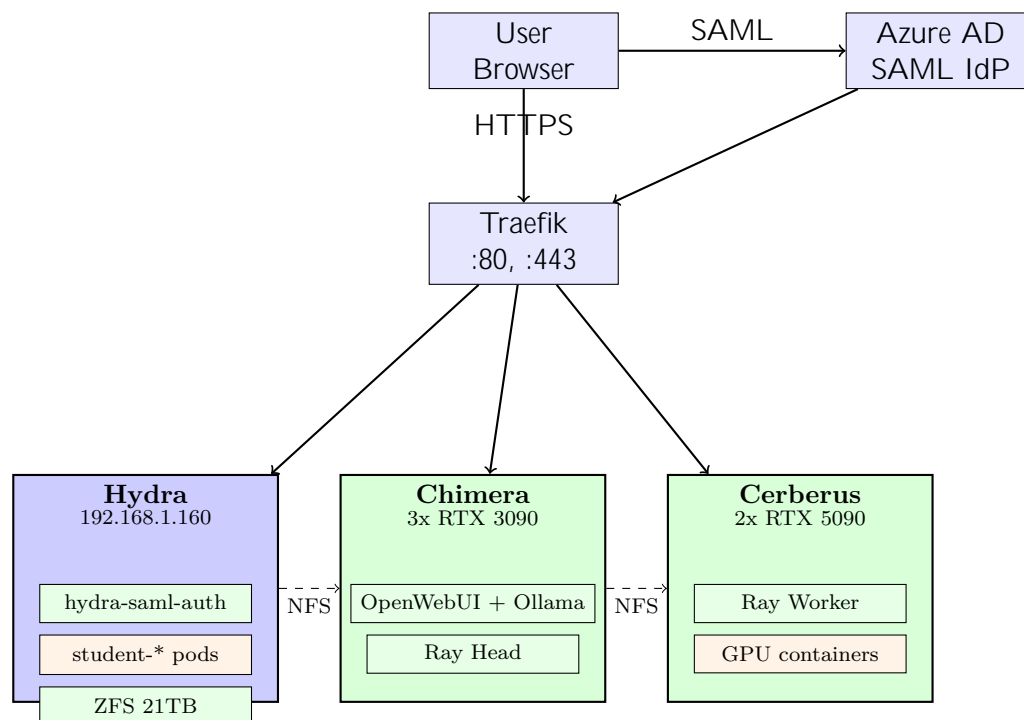 User
Browser
SAML
Azure AD
SAML IdP
HTTPS
Traefik
:80, :443
Hydra
192.168.1.160
hydra-saml-auth
student-* pods
ZFS 21TB
NFS
Chimera
3x RTX 3090
OpenWebUI + Ollama
Ray Head
NFS
Cerberus
2x RTX 5090
Ray Worker
GPU containers